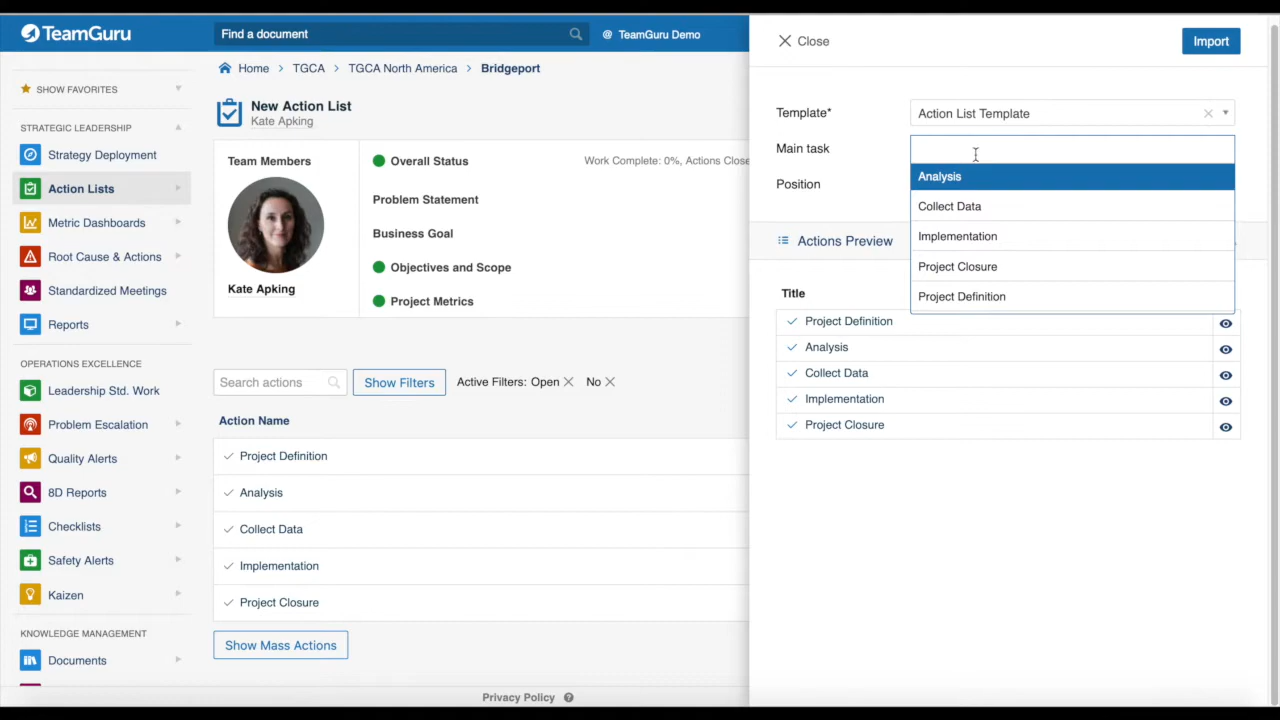 TeamGuru
Find a document
@ TeamGuru Demo
SHOW FAVORITES
STRATEGIC LEADERSHIP
Strategy Deployment
Action Lists
Metric Dashboards
Root Cause & Actions
Standardized Meetings
Reports
OPERATIONS EXCELLENCE
Leadership Std. Work
Problem Escalation
Quality Alerts
8D Reports
Checklists
Safety Alerts
Kaizen
KNOWLEDGE MANAGEMENT
Documents
Home > TGCA > TGCA North America > Bridgeport
New Action List
Kate Apking
Team Members
Kate Apking
Overall Status
Work Complete: 0%, Actions Close
Problem Statement
Business Goal
Objectives and Scope
Project Metrics
Search actions
Show Filters
Active Filters: Open × No ×
Action Name
Project Definition
Analysis
Collect Data
Implementation
Project Closure
Show Mass Actions
Privacy Policy
Close
Import
Template*
Action List Template
Main task
Position
Analysis
Collect Data
Implementation
Project Closure
Project Definition
Actions Preview
Title
Project Definition
Analysis
Collect Data
Implementation
Project Closure